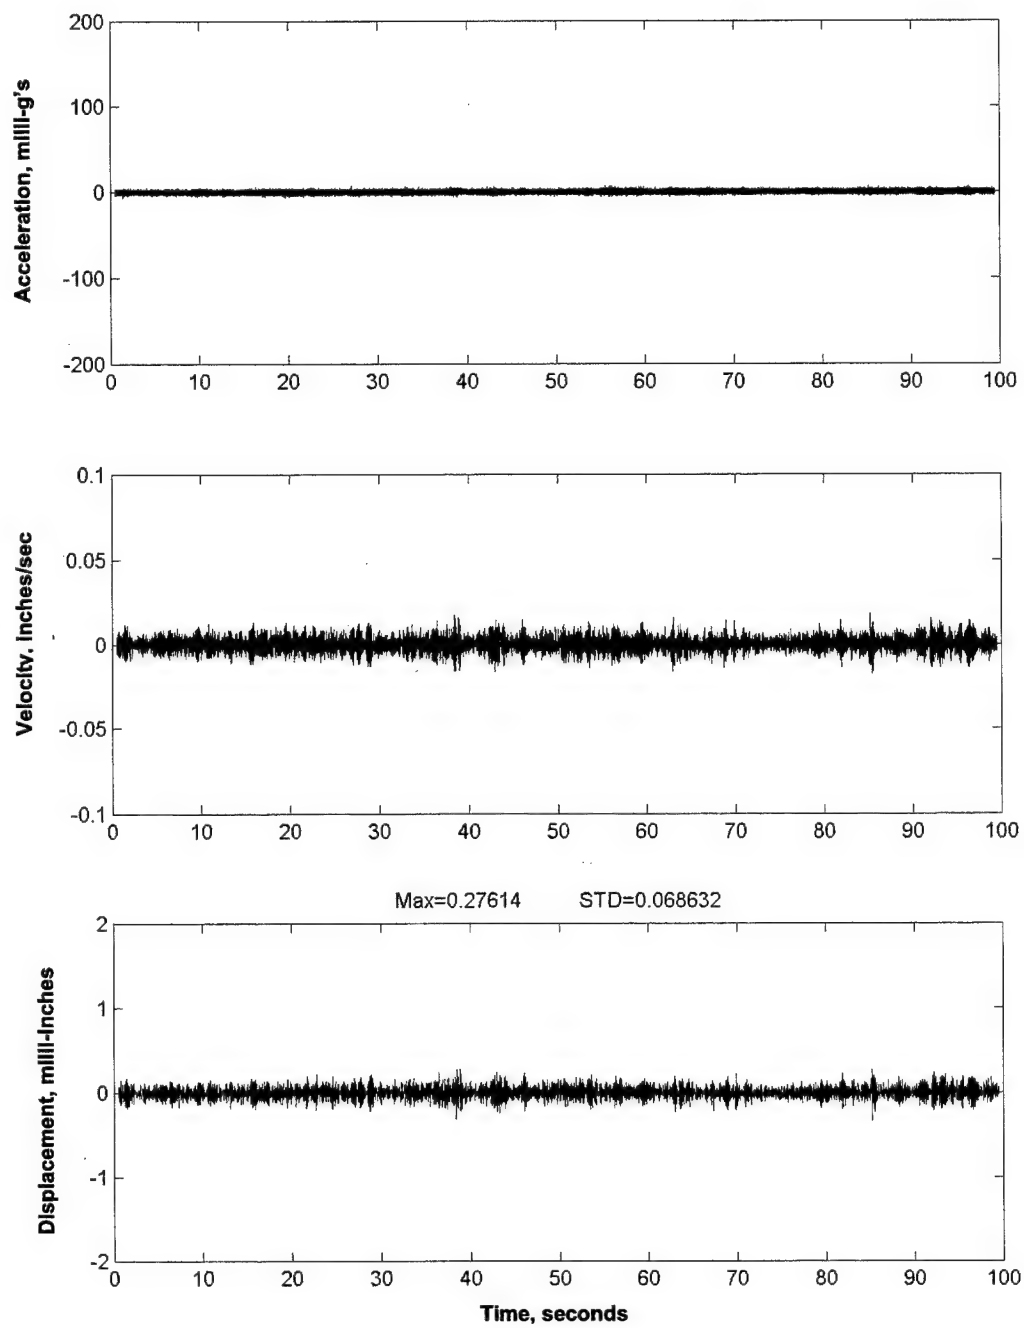 200
100
0
-100
-200
Acceleration, milli-g's
0 10 20 30 40 50 60 70 80 90 100
0.1
0.05
0
-0.05
-0.1
Velocity, Inches/sec
0 10 20 30 40 50 60 70 80 90 100
Max=0.27614 STD=0.068632
2
1
0
-1
-2
Displacement, milli-Inches
0 10 20 30 40 50 60 70 80 90 100
Time, seconds